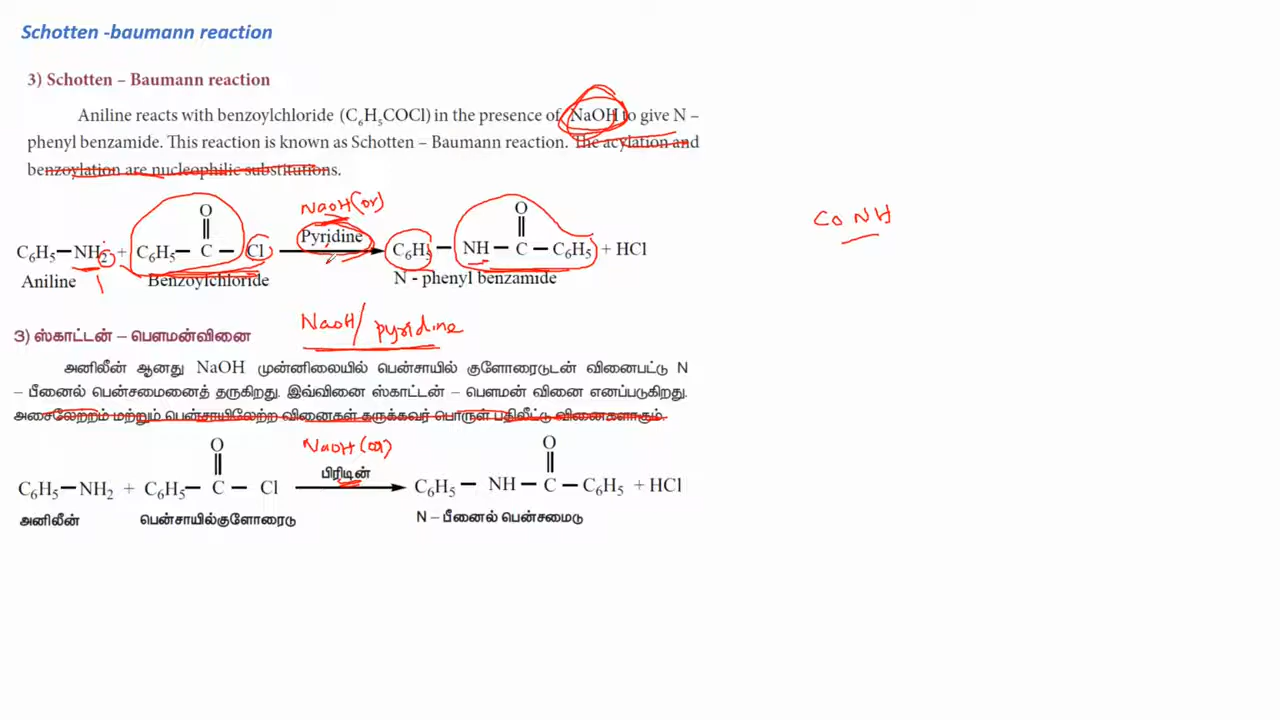 Schotten -baumann reaction
3) Schotten – Baumann reaction
Aniline reacts with benzoylchloride (C₆H₅COCl) in the presence of NaOH to give N –
phenyl benzamide. This reaction is known as Schotten – Baumann reaction. The acylation and
benzoylation are nucleophilic substitutions.
NaOH (or)
O O
Pyridine
C₆H₅ — NH₂ + C₆H₅ — C — Cl C₆H₅ — NH — C — C₆H₅ + HCl
Aniline Benzoylchloride N - phenyl benzamide
CO NH
NaOH/ pyridine
3) ஸ்காட்டன் – பௌமன்வினை
அனிலீன் ஆனது NaOH முன்னிலையில் பென்சாயில் குளோரைடுடன் வினைபட்டு N
– பீனைல் பென்சமைனைத் தருகிறது. இவ்வினை ஸ்காட்டன் – பௌமன் வினை எனப்படுகிறது.
அசைலேற்றம் மற்றும் பென்சாயிலேற்ற வினைகள் கருக்கவர் பொருள் பதிலீட்டு வினைகளாகும்.
NaOH (or)
O O
பிரிடின்
C₆H₅ — NH₂ + C₆H₅ — C — Cl C₆H₅ — NH — C — C₆H₅ + HCl
அனிலீன் பென்சாயில்குளோரைடு N – பீனைல் பென்சமைடு